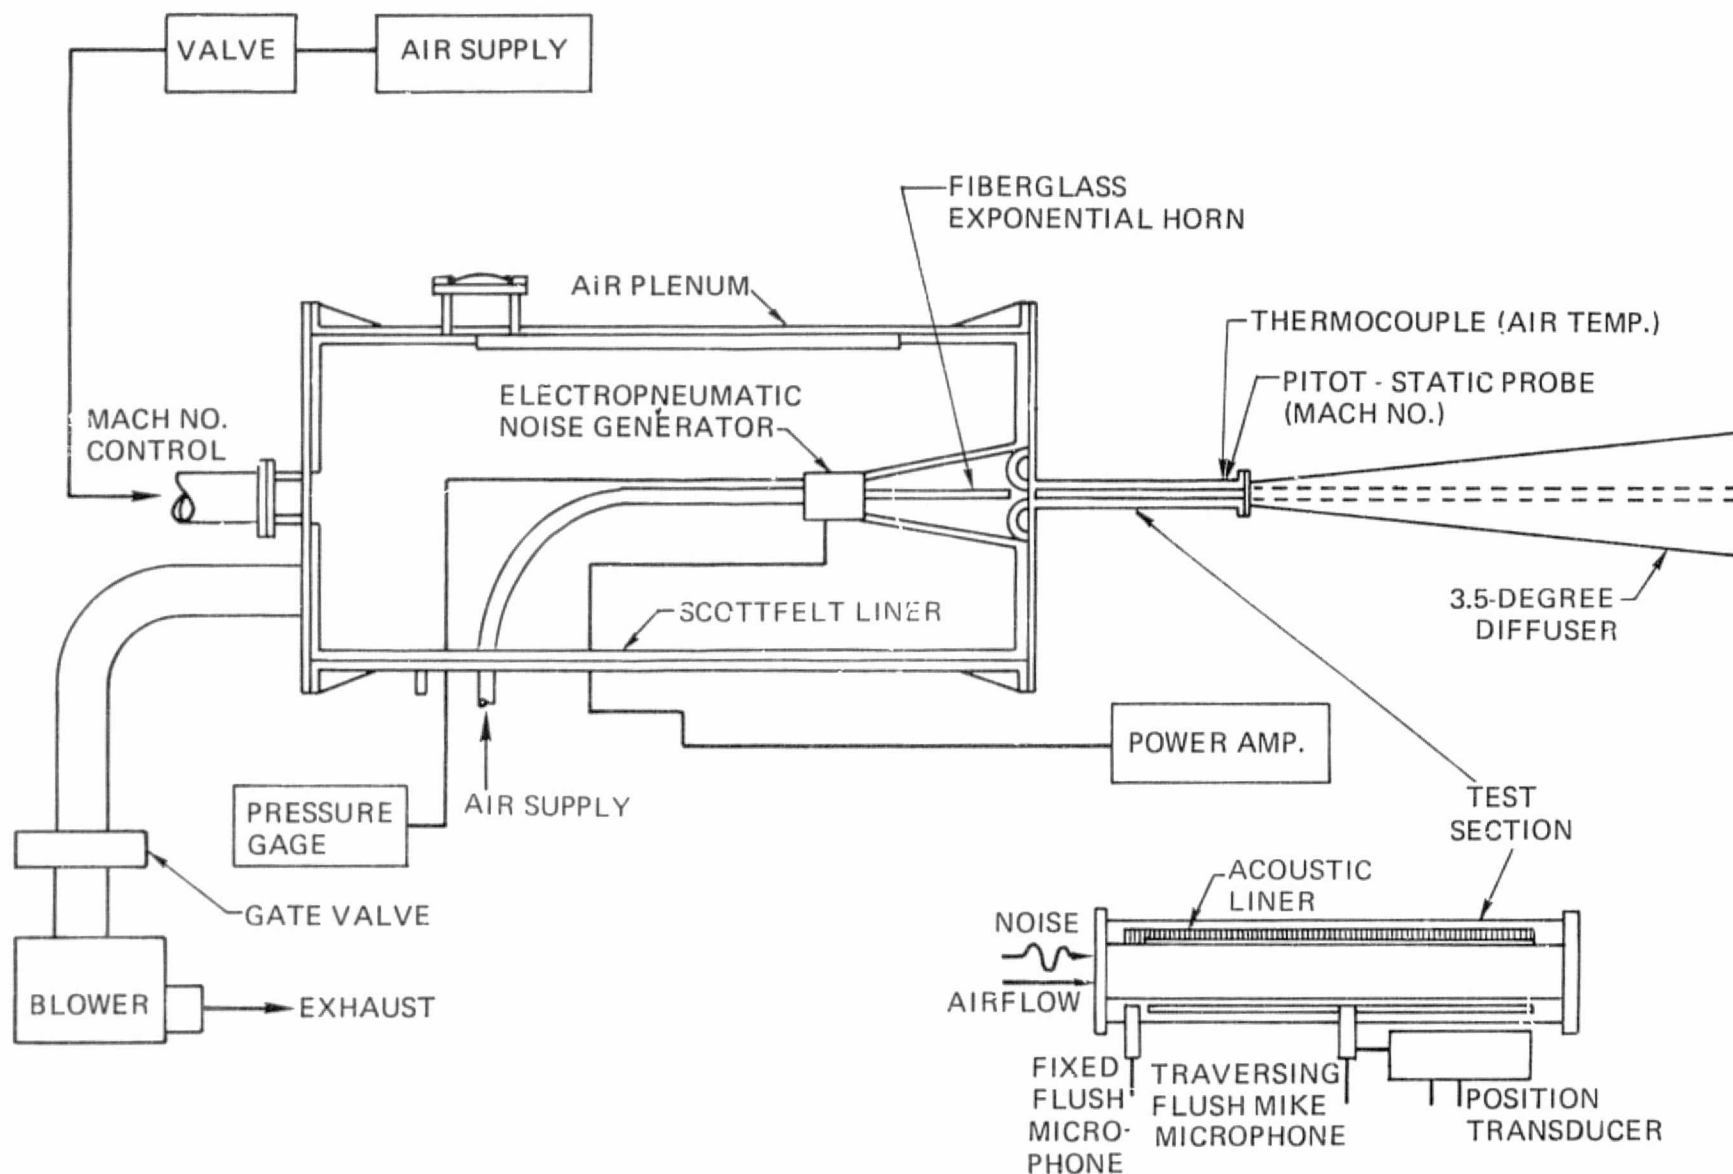 VALVE
AIR SUPPLY
FIBERGLASS
EXPONENTIAL HORN
AiR PLENUM
THERMOCOUPLE (AIR TEMP.)
PITOT - STATIC PROBE
(MACH NO.)
ELECTROPNEUMATIC
NOISE GENERATOR
MACH NO.
CONTROL
3.5-DEGREE
DIFFUSER
SCOTTFELT LINER
POWER AMP.
PRESSURE
GAGE
AIR SUPPLY
TEST
SECTION
GATE VALVE
ACOUSTIC
LINER
NOISE
AIRFLOW
BLOWER
EXHAUST
FIXED
FLUSH
MICRO-
PHONE
TRAVERSING
FLUSH MIKE
MICROPHONE
POSITION
TRANSDUCER